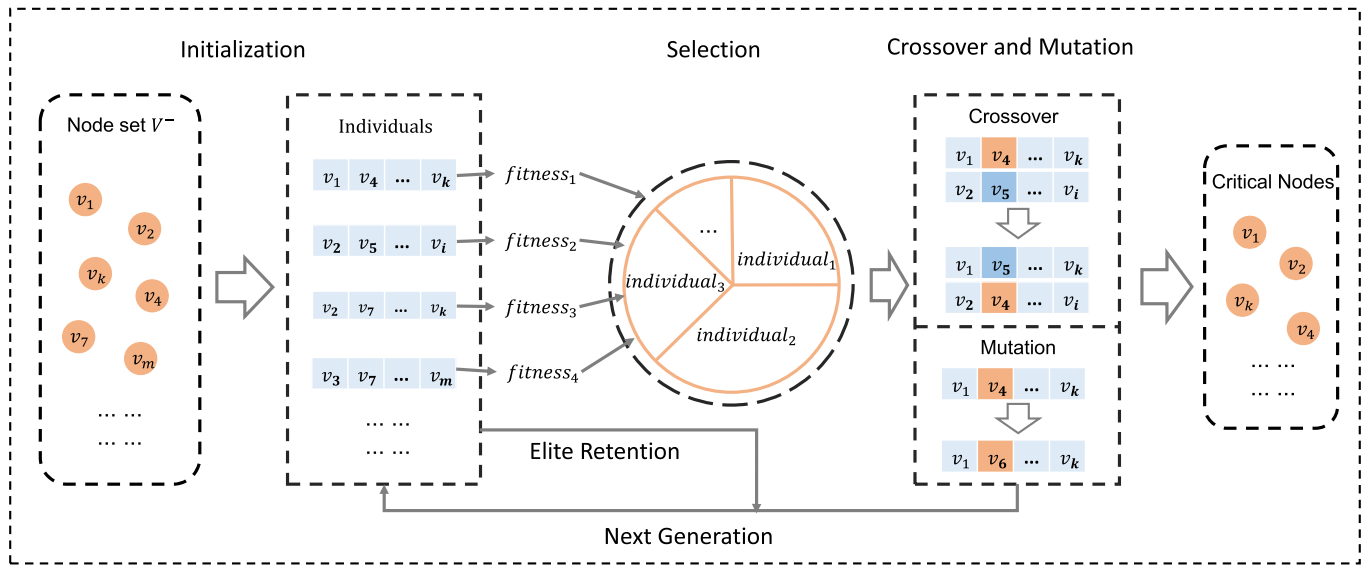 Initialization
Selection
Crossover and Mutation
Node set V⁻
v₁
v₂
vₖ
v₄
v₇
vₘ
... ...
... ...
Individuals
v₁ v₄ ... vₖ
v₂ v₅ ... vᵢ
v₂ v₇ ... vₖ
v₃ v₇ ... vₘ
... ...
... ...
fitness₁
fitness₂
fitness₃
fitness₄
...
individual₁
individual₃
individual₂
Crossover
v₁ v₄ ... vₖ
v₂ v₅ ... vᵢ
v₁ v₅ ... vₖ
v₂ v₄ ... vᵢ
Mutation
v₁ v₄ ... vₖ
v₁ v₆ ... vₖ
Critical Nodes
v₁
v₂
vₖ
v₄
... ...
... ...
Elite Retention
Next Generation